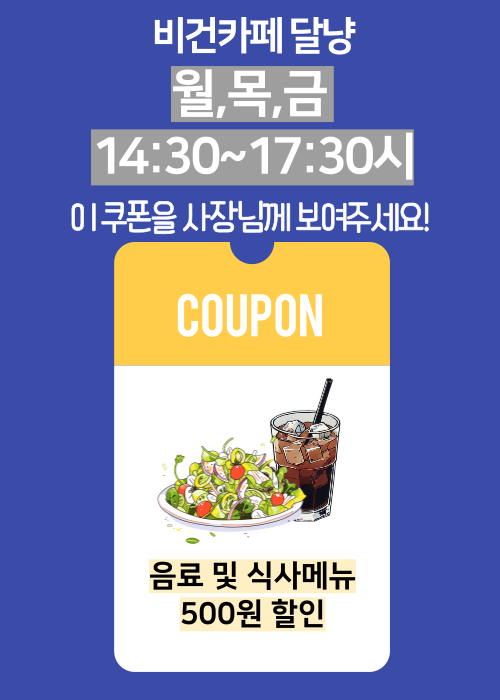 비건카페 달냥
월,목,금
14:30~17:30시
이 쿠폰을 사장님께 보여주세요!
COUPON
음료 및 식사메뉴
500원 할인